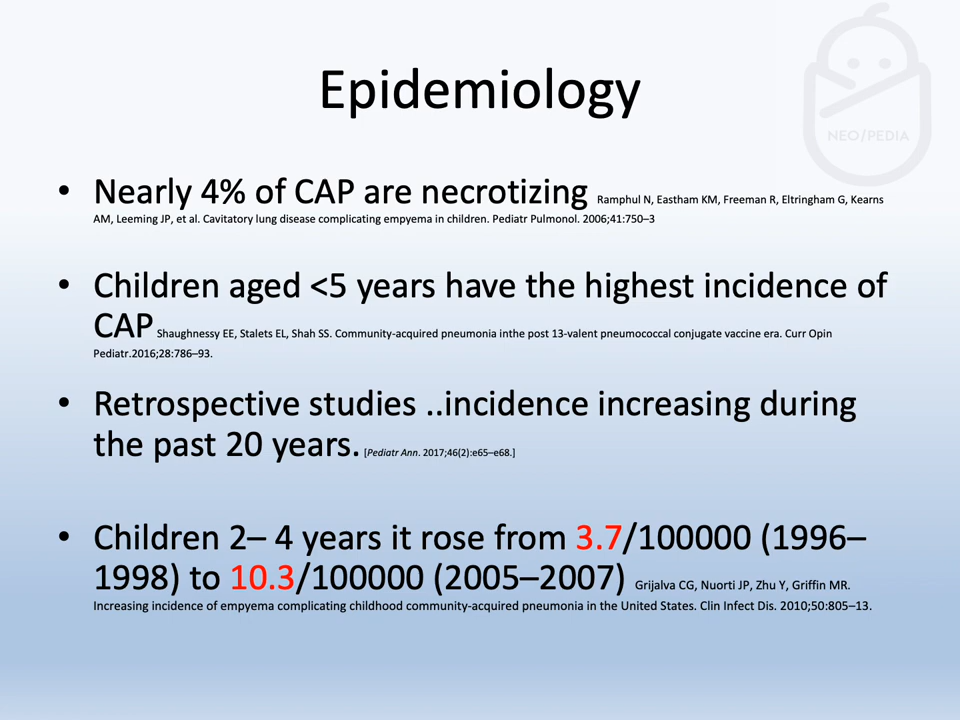 NEO/PEDIA
Epidemiology
• Nearly 4% of CAP are necrotizing Ramphul N, Eastham KM, Freeman R, Eltringham G, Kearns
AM, Leeming JP, et al. Cavitatory lung disease complicating empyema in children. Pediatr Pulmonol. 2006;41:750–3
• Children aged <5 years have the highest incidence of
CAP Shaughnessy EE, Stalets EL, Shah SS. Community-acquired pneumonia inthe post 13-valent pneumococcal conjugate vaccine era. Curr Opin
Pediatr.2016;28:786–93.
• Retrospective studies ..incidence increasing during
the past 20 years. [Pediatr Ann. 2017;46(2):e65–e68.]
• Children 2– 4 years it rose from 3.7/100000 (1996–
1998) to 10.3/100000 (2005–2007) Grijalva CG, Nuorti JP, Zhu Y, Griffin MR.
Increasing incidence of empyema complicating childhood community-acquired pneumonia in the United States. Clin Infect Dis. 2010;50:805–13.